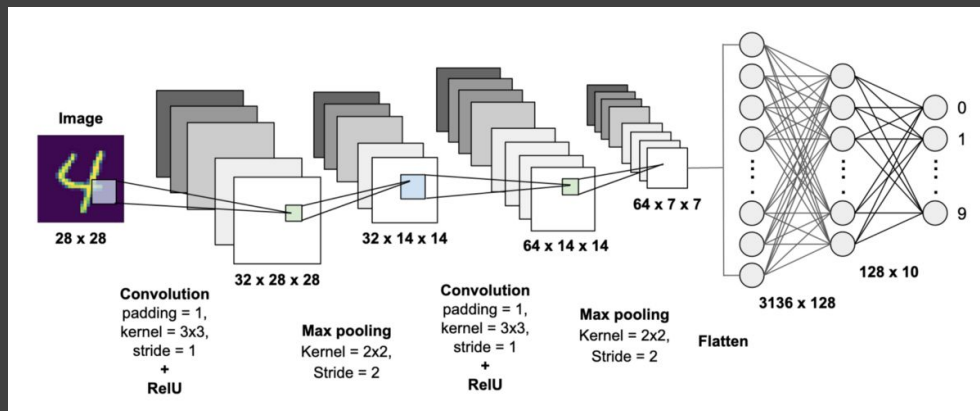 Image
28 x 28
32 x 28 x 28
Convolution
padding = 1,
kernel = 3x3,
stride = 1
+
RelU
32 x 14 x 14
Max pooling
Kernel = 2x2,
Stride = 2
64 x 14 x 14
Convolution
padding = 1,
kernel = 3x3,
stride = 1
+
RelU
64 x 7 x 7
Max pooling
Kernel = 2x2,
Stride = 2
Flatten
3136 x 128
128 x 10
0
1
9